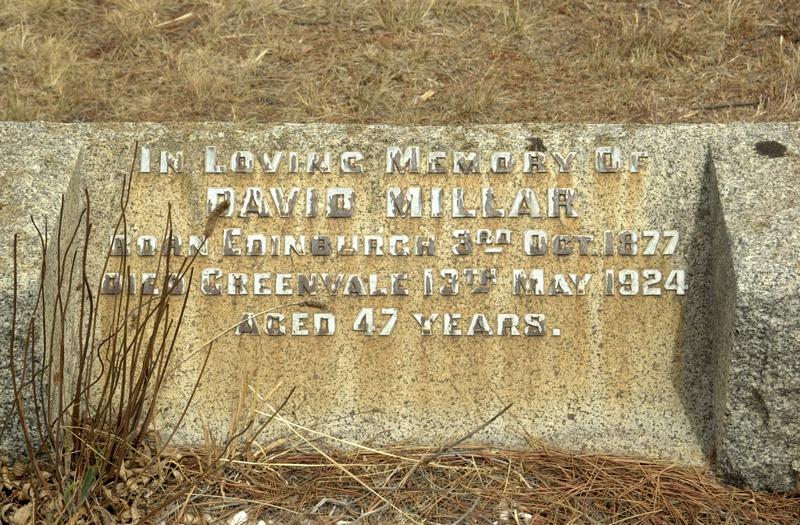 IN LOVING MEMORY OF
DAVID MILLAR
BORN EDINBURGH 3RD OCT. 1877
DIED GREENVALE 13TH MAY 1924
AGED 47 YEARS.